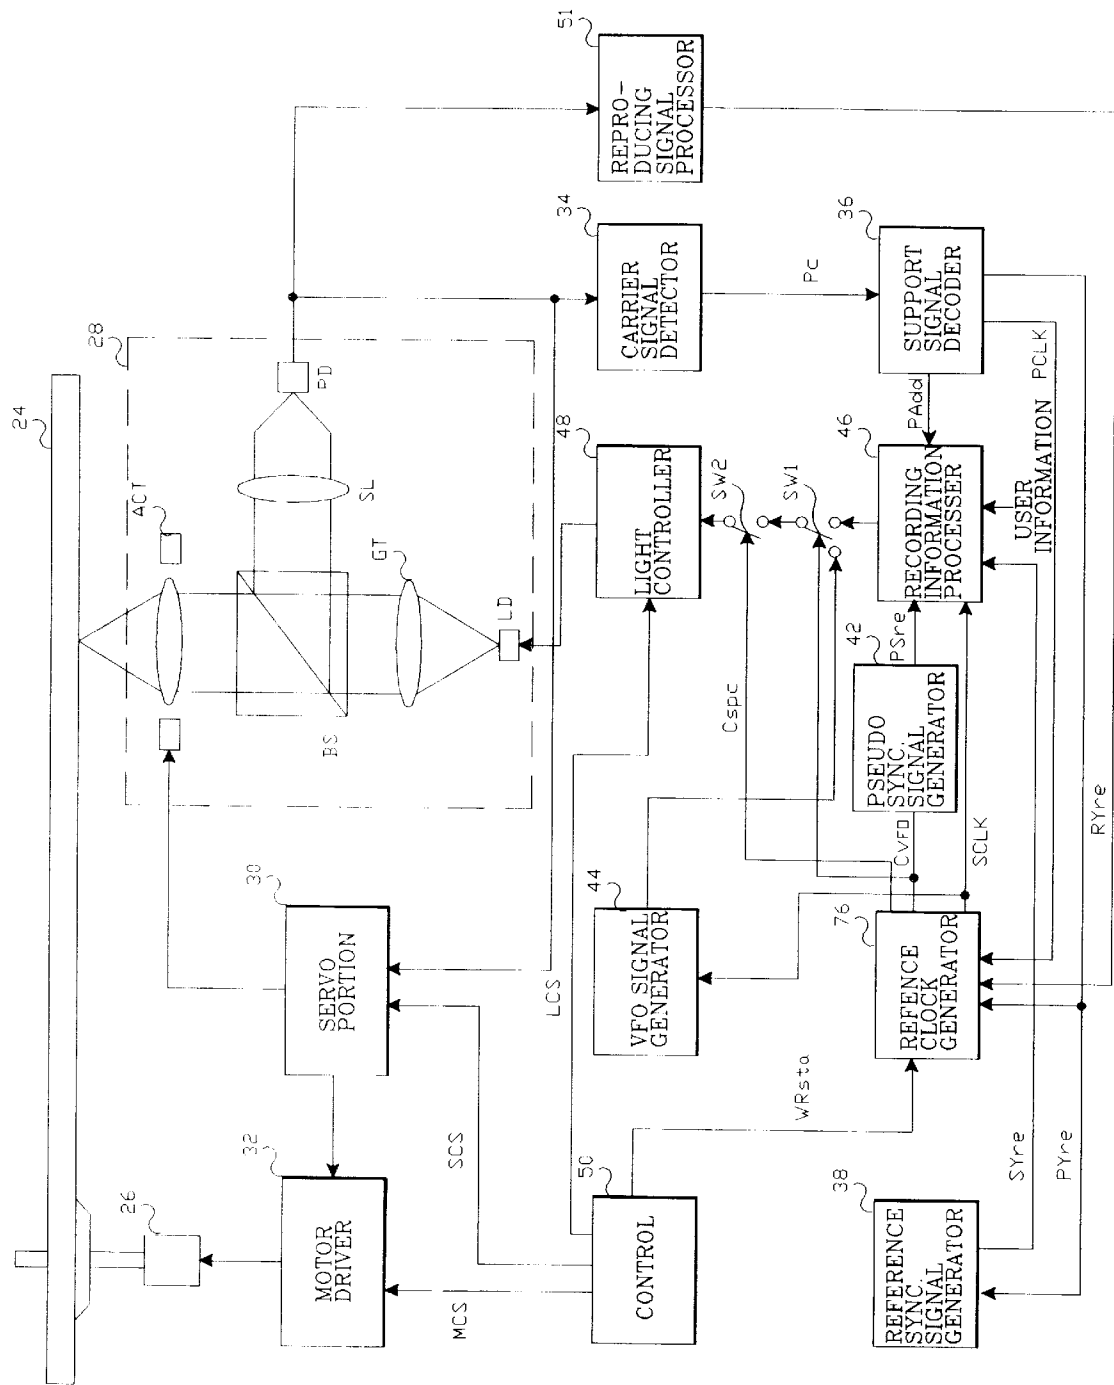 24
26
MOTOR
DRIVER
32
SERVO
PORTION
30
ACT
BS
GT
SL
LD
PD
28
MCS
SCS
LCS
CONTROL
50
VFO SIGNAL
GENERATOR
44
LIGHT
CONTROLLER
48
CARRIER
SIGNAL
DETECTOR
34
REPRO-
DUCING
SIGNAL
PROCESSOR
51
WRsta
Cspc
SW2
SW1
Pc
REFERENCE
SYNC.
SIGNAL
GENERATOR
38
REFENCE
CLOCK
GENERATOR
76
CVFO
PSEUDO
SYNC.
SIGNAL
GENERATOR
42
PSre
RECORDING
INFORMATION
PROCESSER
46
PAdd
SUPPORT
SIGNAL
DECODER
36
SCLK
SYre
USER
INFORMATION
PCLK
PYre
RYre